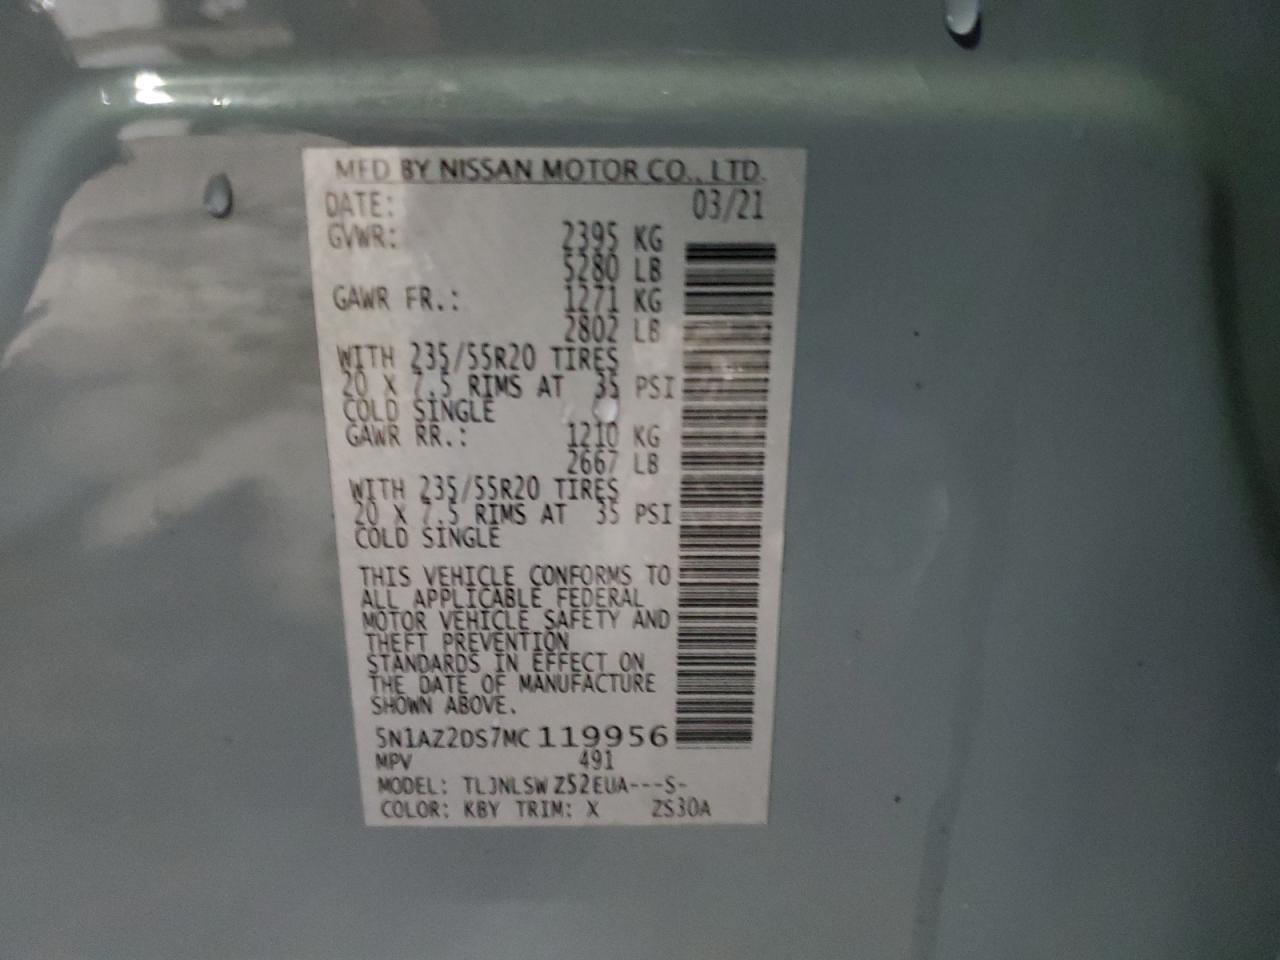 MFD BY NISSAN MOTOR CO., LTD.
DATE: 03/21
GVWR: 2395 KG
5280 LB
GAWR FR.: 1271 KG
2802 LB
WITH 235/55R20 TIRES
20 X 7.5 RIMS AT 35 PSI
COLD SINGLE
GAWR RR.: 1210 KG
2667 LB
WITH 235/55R20 TIRES
20 X 7.5 RIMS AT 35 PSI
COLD SINGLE
THIS VEHICLE CONFORMS TO
ALL APPLICABLE FEDERAL
MOTOR VEHICLE SAFETY AND
THEFT PREVENTION
STANDARDS IN EFFECT ON
THE DATE OF MANUFACTURE
SHOWN ABOVE.
5N1AZ2DS7MC119956
MPV 491
MODEL: TLJNLSW Z52EUA---S-
COLOR: KBY TRIM: X ZS30A